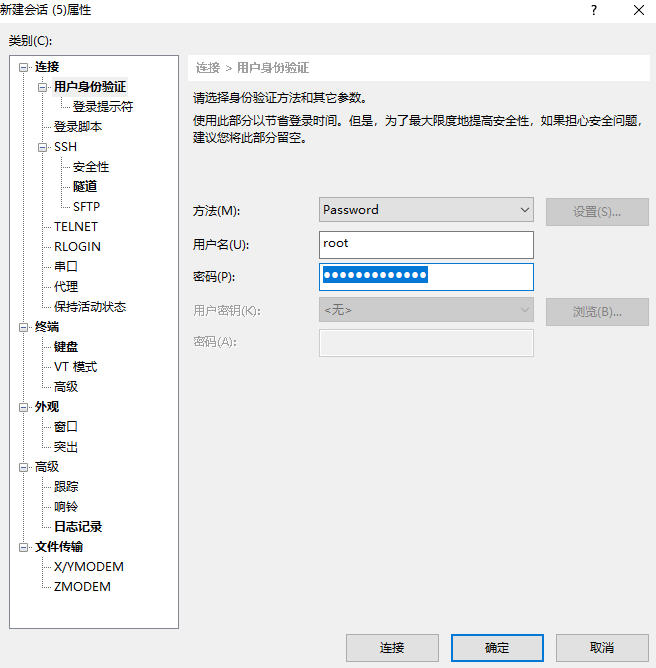 新建会话 (5)属性
?
类别(C):
连接
用户身份验证
登录提示符
登录脚本
SSH
安全性
隧道
SFTP
TELNET
RLOGIN
串口
代理
保持活动状态
终端
键盘
VT 模式
高级
外观
窗口
突出
高级
跟踪
响铃
日志记录
文件传输
X/YMODEM
ZMODEM
连接 > 用户身份验证
请选择身份验证方法和其它参数。
使用此部分以节省登录时间。但是，为了最大限度地提高安全性，如果担心安全问题，
建议您将此部分留空。
方法(M): Password 设置(S)...
用户名(U): root
密码(P): ●●●●●●●●●●●●●
用户密钥(K): <无> 浏览(B)...
密码(A):
连接 确定 取消